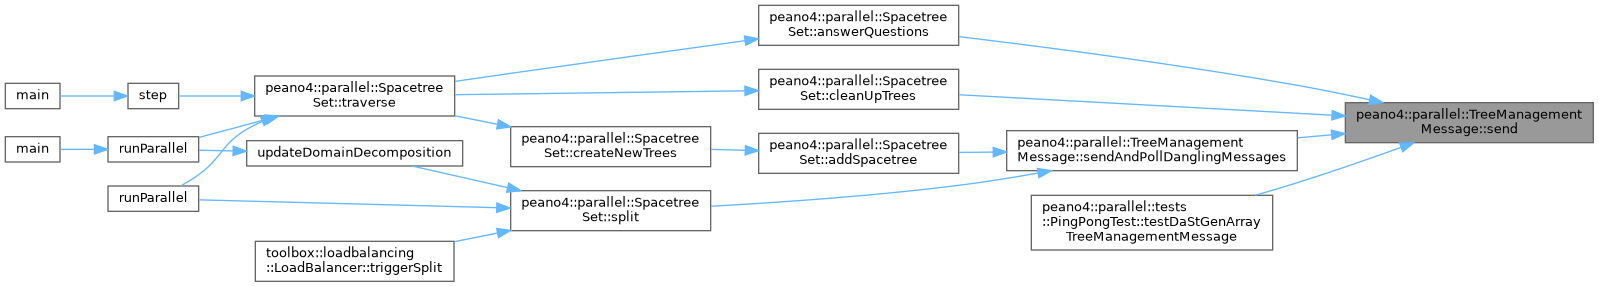 main
main
step
runParallel
runParallel
peano4::parallel::Spacetree
Set::traverse
updateDomainDecomposition
toolbox::loadbalancing
::LoadBalancer::triggerSplit
peano4::parallel::Spacetree
Set::createNewTrees
peano4::parallel::Spacetree
Set::split
peano4::parallel::Spacetree
Set::answerQuestions
peano4::parallel::Spacetree
Set::cleanUpTrees
peano4::parallel::Spacetree
Set::addSpacetree
peano4::parallel::TreeManagement
Message::sendAndPollDanglingMessages
peano4::parallel::tests
::PingPongTest::testDaStGenArray
TreeManagementMessage
peano4::parallel::TreeManagement
Message::send